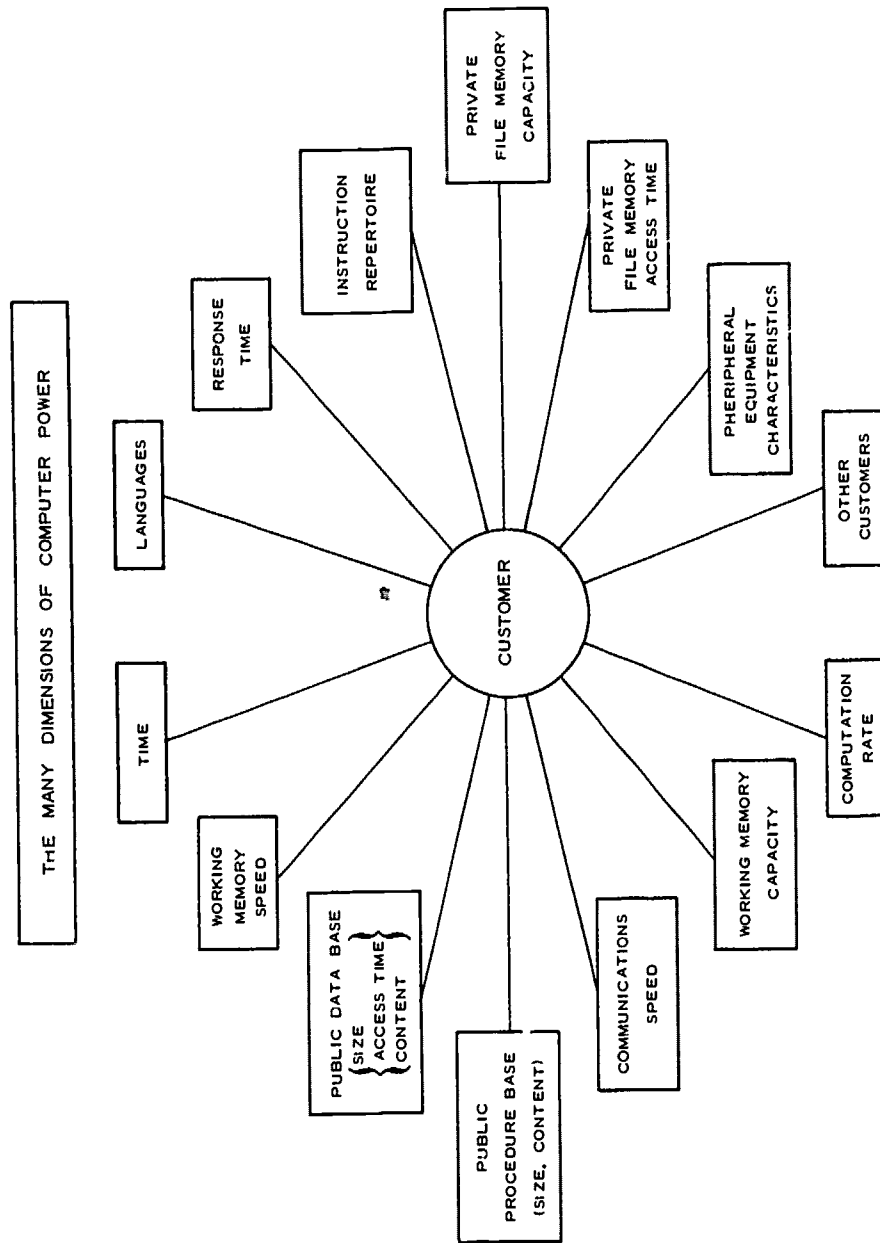 THE MANY DIMENSIONS OF COMPUTER POWER
TIME
LANGUAGES
WORKING
MEMORY
SPEED
RESPONSE
TIME
PUBLIC DATA BASE
{SIZE
ACCESS TIME}
{CONTENT}
INSTRUCTION
REPERTOIRE
PUBLIC
PROCEDURE BASE
(SIZE, CONTENT)
CUSTOMER
PRIVATE
FILE MEMORY
CAPACITY
COMMUNICATIONS
SPEED
PRIVATE
FILE MEMORY
ACCESS TIME
WORKING MEMORY
CAPACITY
PHERIPHERAL
EQUIPMENT
CHARACTERISTICS
COMPUTATION
RATE
OTHER
CUSTOMERS